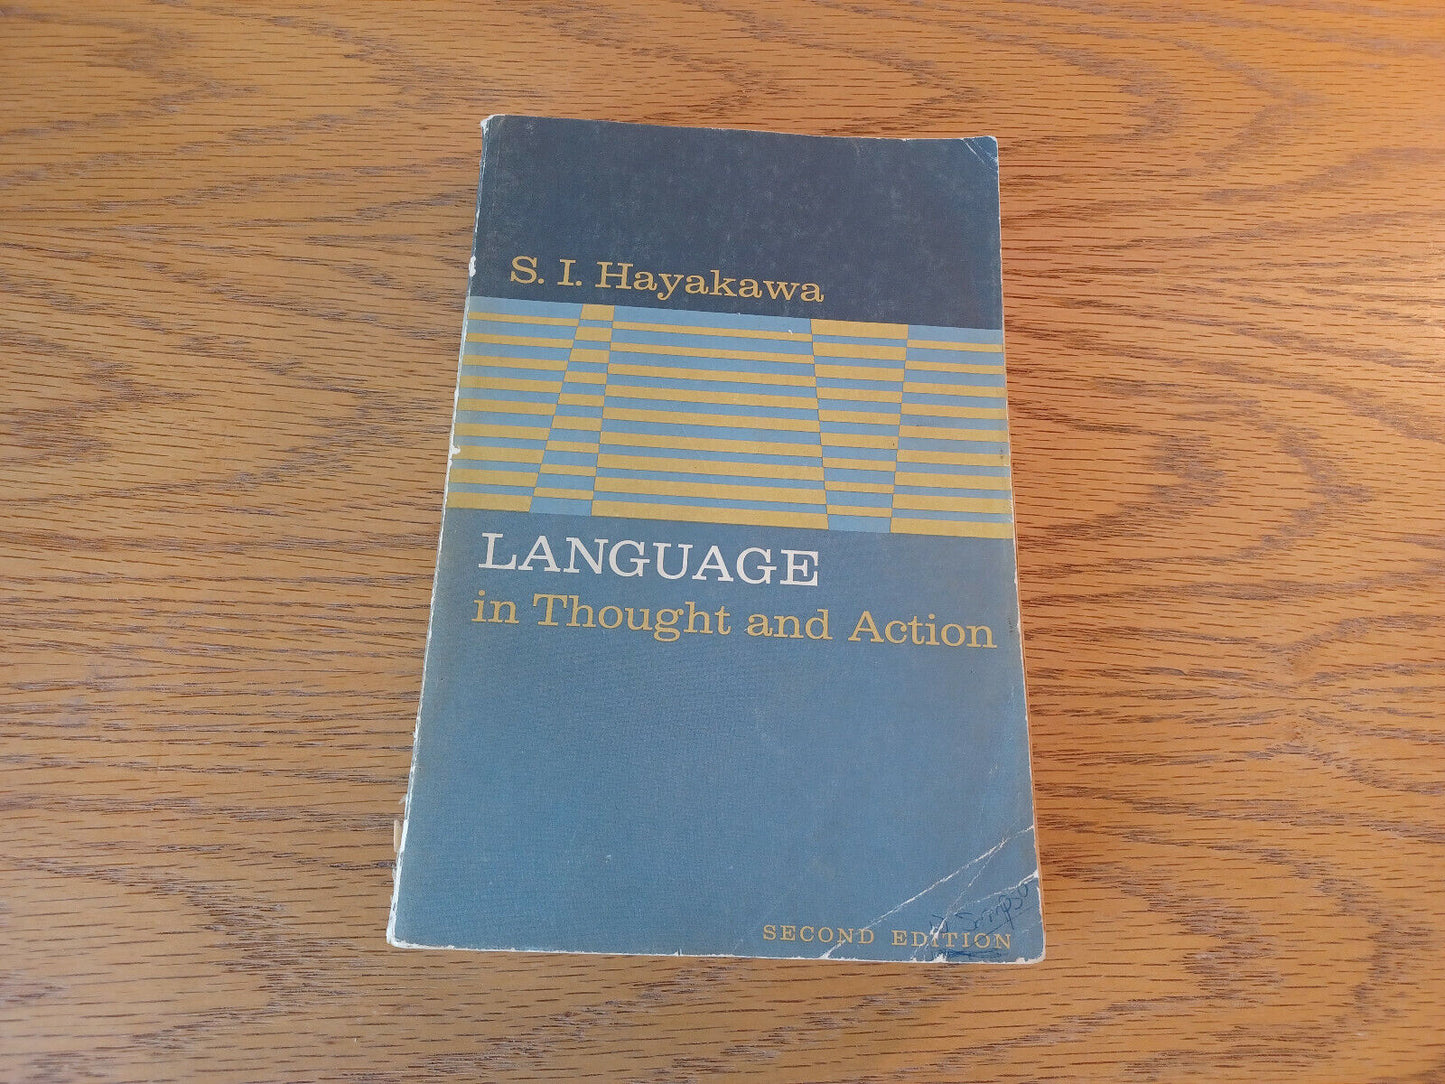 S. I. Hayakawa
LANGUAGE
in Thought and Action
SECOND EDITION